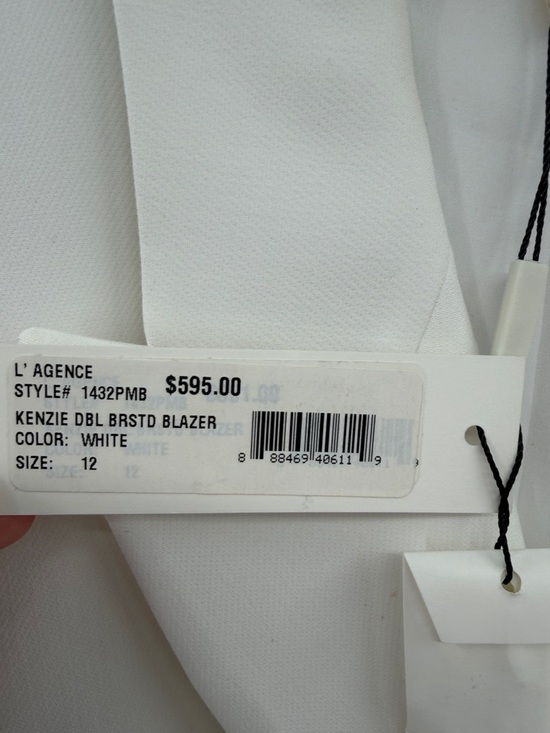 L' AGENCE
STYLE# 1432PMB $595.00
KENZIE DBL BRSTD BLAZER
COLOR: WHITE
SIZE: 12
8 88469 40611 9